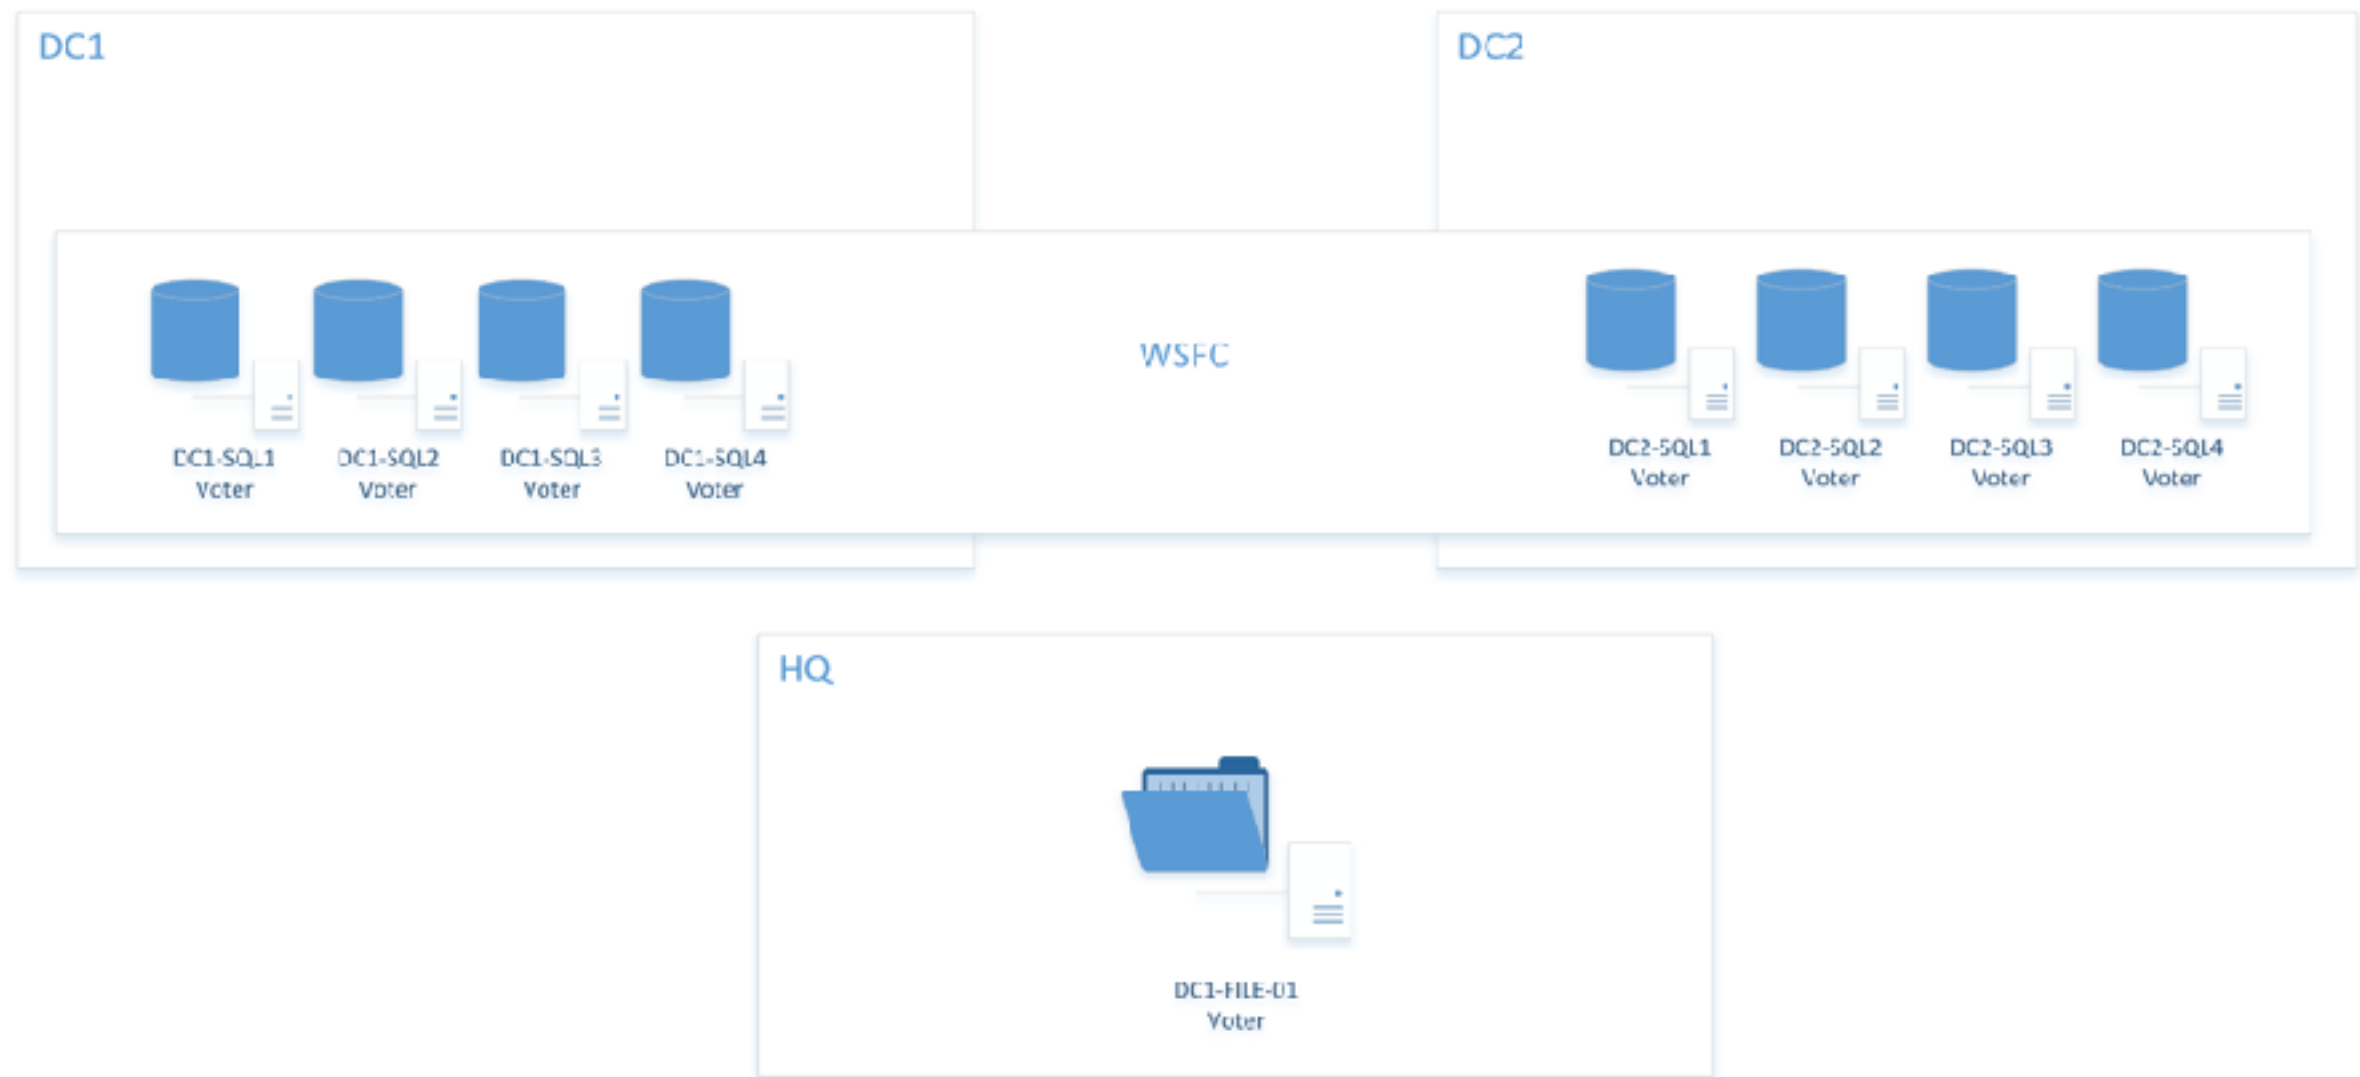 DC1
DC2
WSFC
DC1-SQL1
Voter
DC1-SQL2
Voter
DC1-SQL3
Voter
DC1-SQL4
Voter
DC2-SQL1
Voter
DC2-SQL2
Voter
DC2-SQL3
Voter
DC2-SQL4
Voter
HQ
DC1-FILE-01
Voter